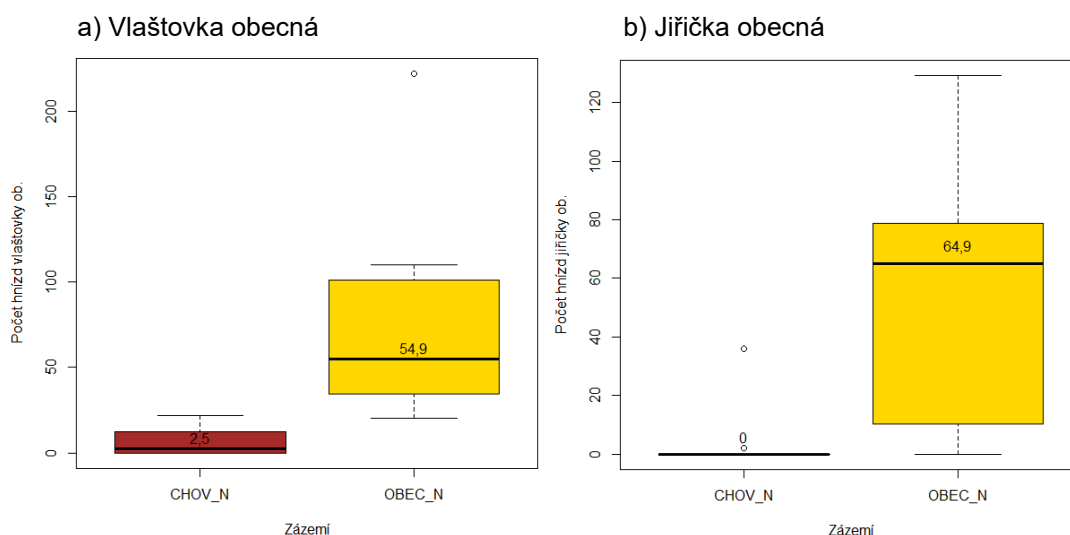 a) Vlaštovka obecná
Počet hnízd vlaštovky ob.
200
150
100
50
0
2,5
54,9
CHOV_N
OBEC_N
Zázemí
b) Jiřička obecná
Počet hnízd jiřičky ob.
120
100
80
60
40
20
0
0
64,9
CHOV_N
OBEC_N
Zázemí